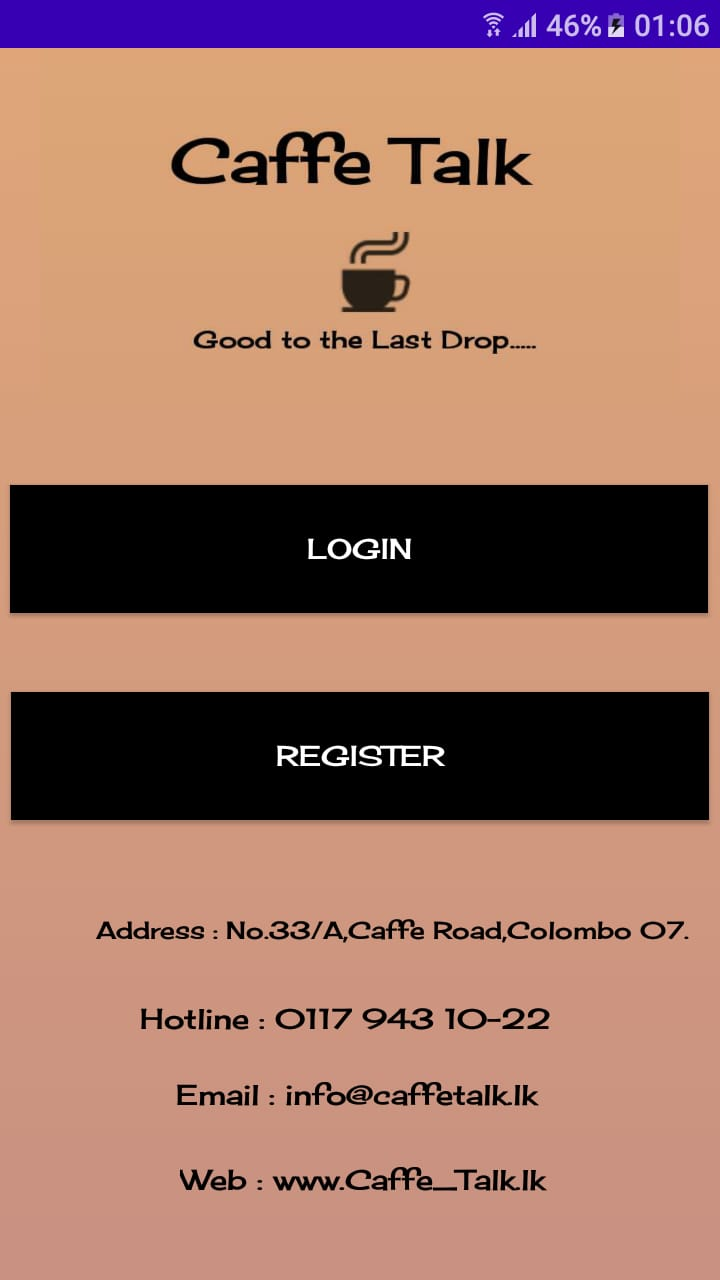 46% 01:06
Caffe Talk
Good to the Last Drop.....
LOGIN
REGISTER
Address : No.33/A,Caffe Road,Colombo 07.
Hotline : 0117 943 10-22
Email : info@caffetalk.lk
Web : www.Caffe_Talk.lk